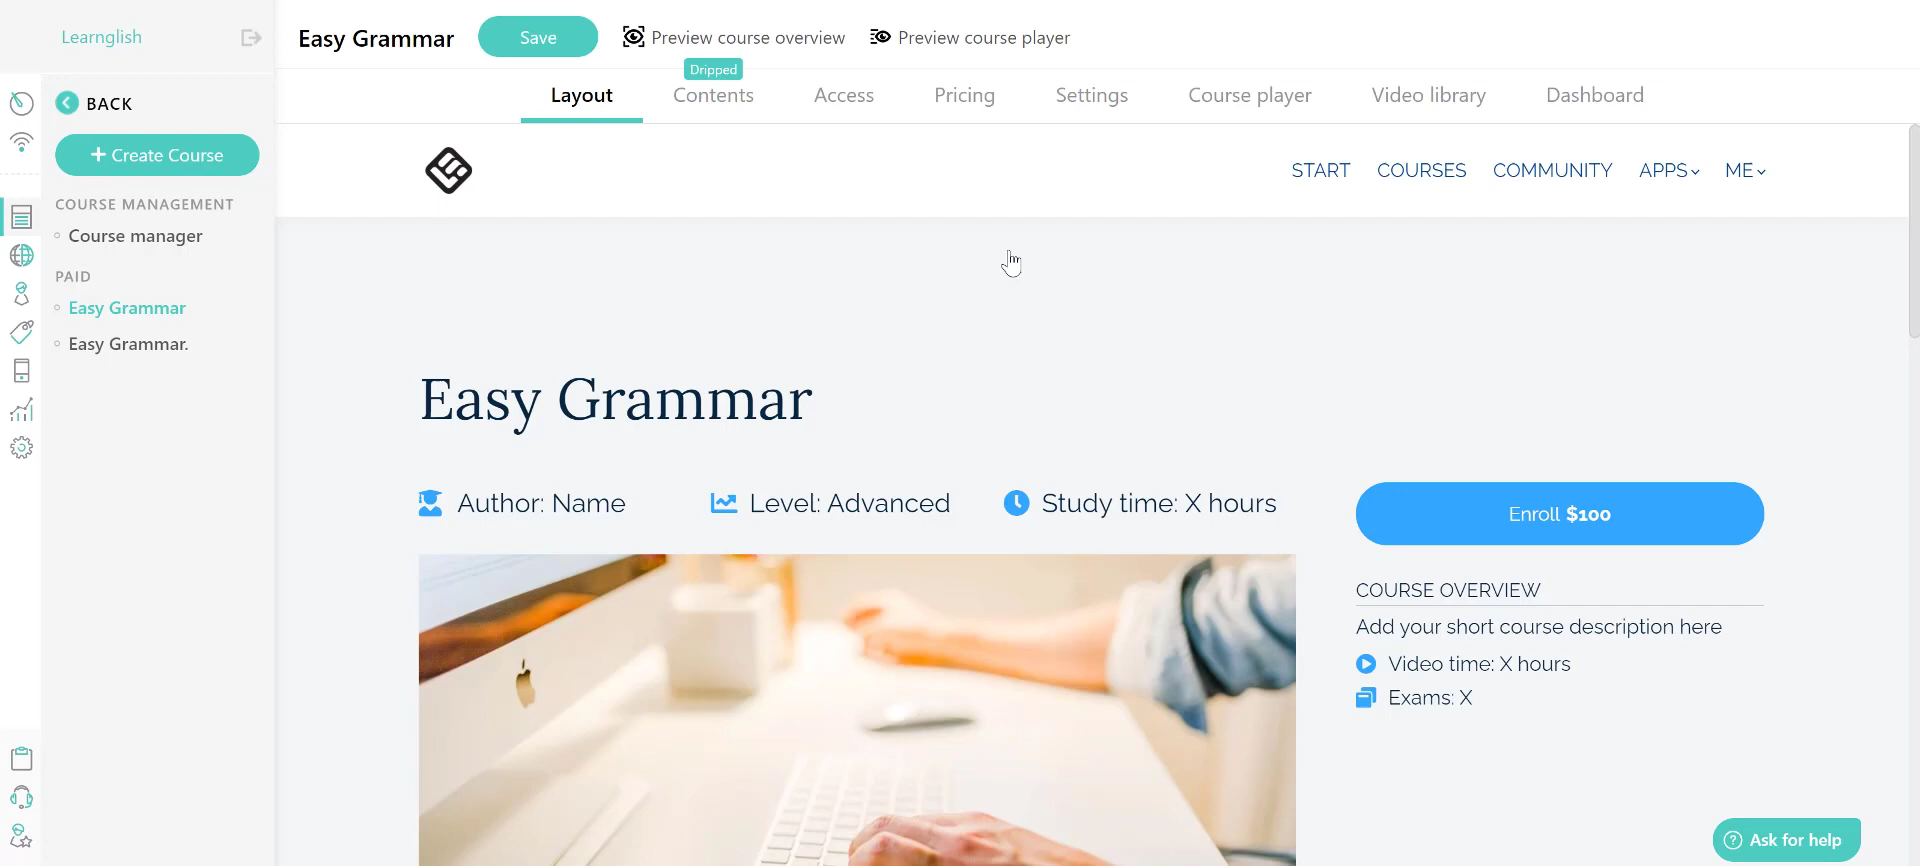 Learnglish
Easy Grammar
Save
Preview course overview
Preview course player
Dripped
Layout
Contents
Access
Pricing
Settings
Course player
Video library
Dashboard
BACK
+ Create Course
COURSE MANAGEMENT
Course manager
PAID
Easy Grammar
Easy Grammar.
START
COURSES
COMMUNITY
APPS
ME
Easy Grammar
Author: Name
Level: Advanced
Study time: X hours
Enroll $100
COURSE OVERVIEW
Add your short course description here
Video time: X hours
Exams: X
? Ask for help